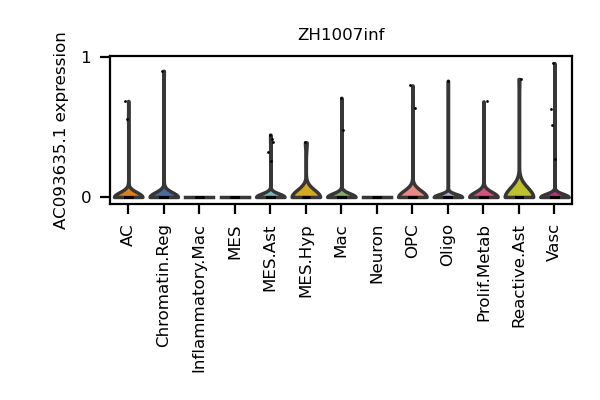 ZH1007inf
AC093635.1 expression
1
0
AC
Chromatin.Reg
Inflammatory.Mac
MES
MES.Ast
MES.Hyp
Mac
Neuron
OPC
Oligo
Prolif.Metab
Reactive.Ast
Vasc